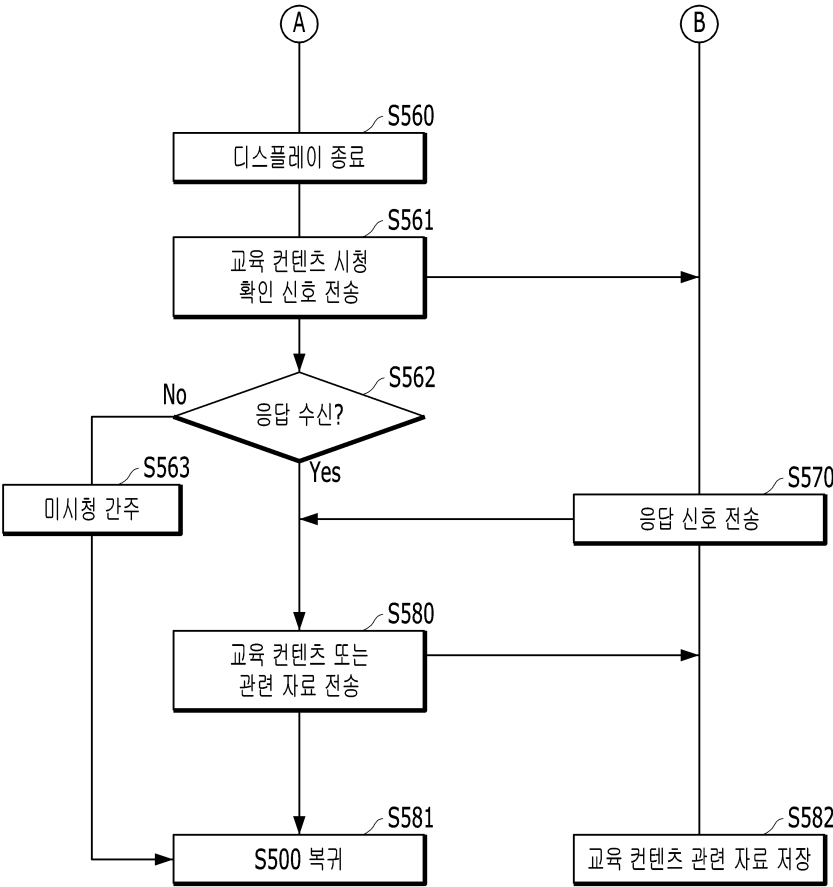 A
B
S560
디스플레이 종료
S561
교육 컨텐츠 시청
확인 신호 전송
S562
응답 수신?
No
Yes
S563
미시청 간주
S570
응답 신호 전송
S580
교육 컨텐츠 또는
관련 자료 전송
S581
S500 복귀
S582
교육 컨텐츠 관련 자료 저장